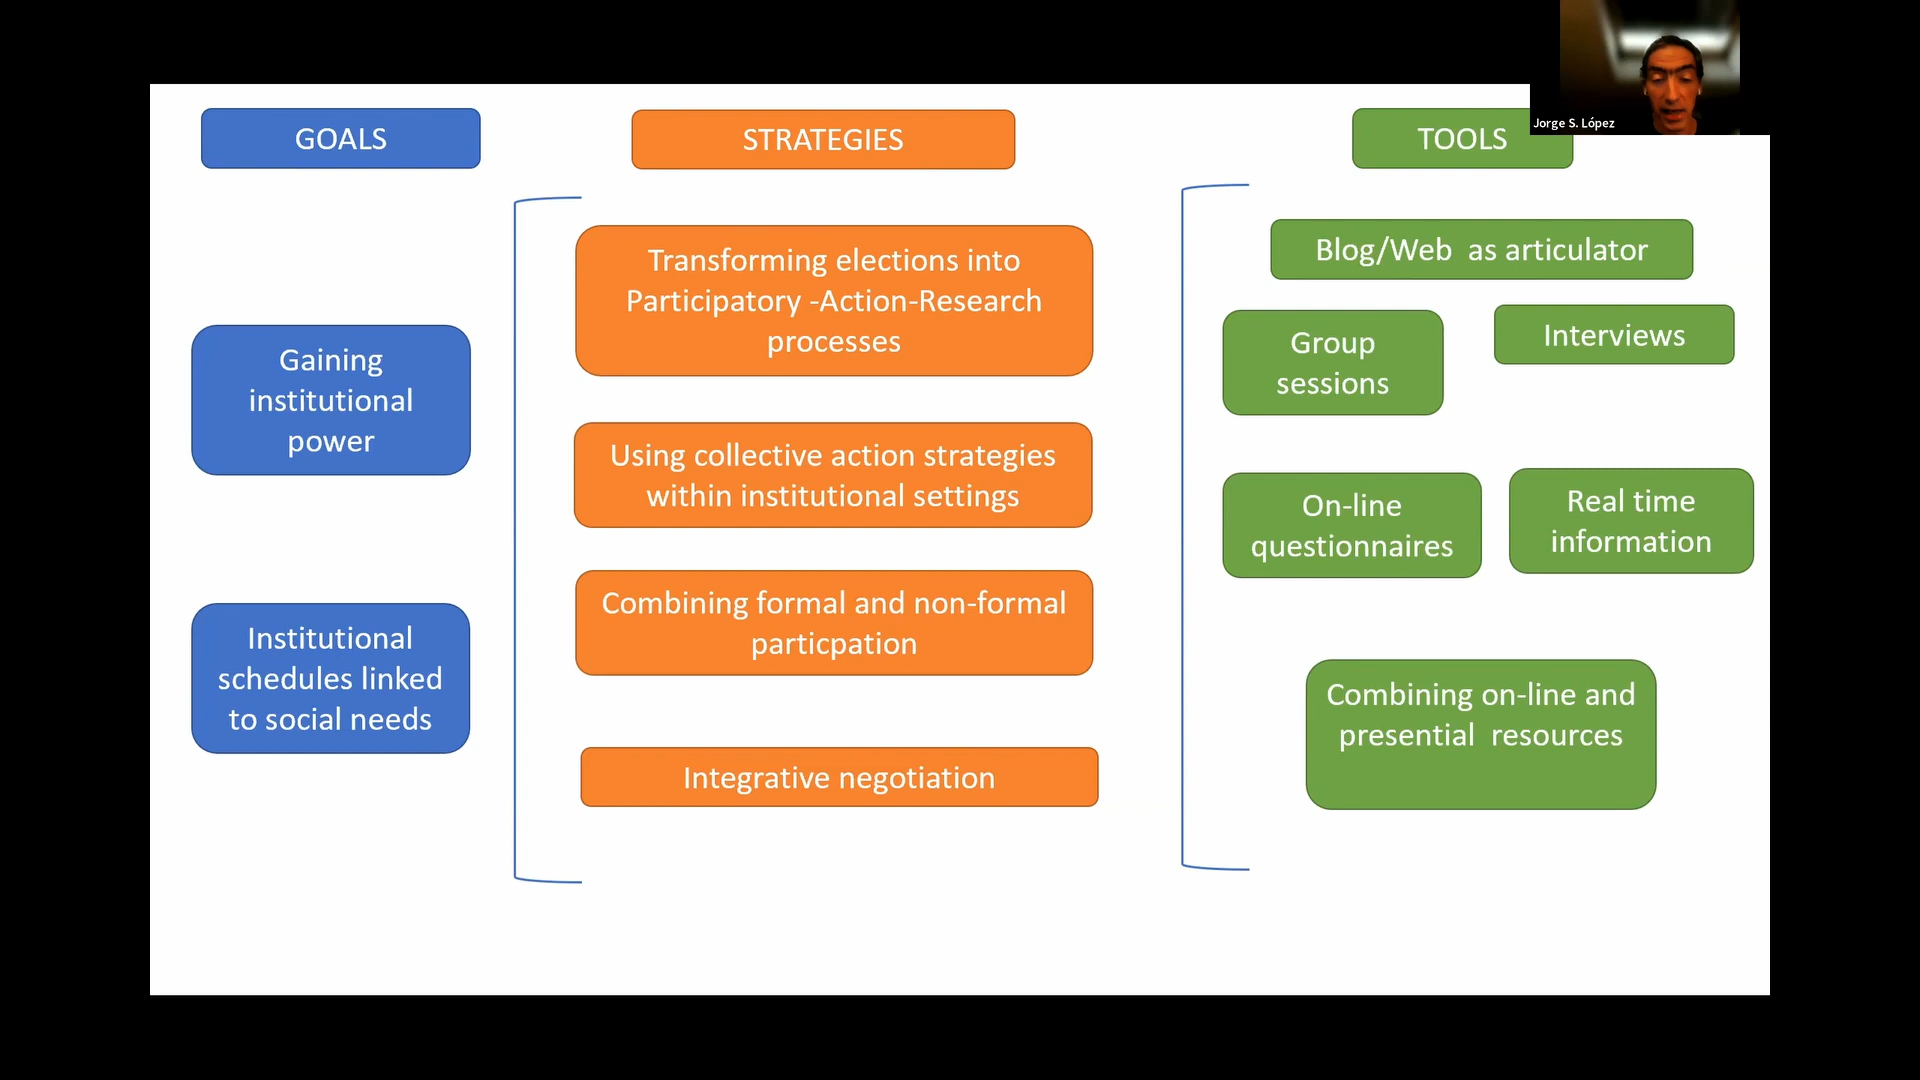 GOALS
STRATEGIES
TOOLS
Jorge S. López
Gaining
institutional
power
Institutional
schedules linked
to social needs
Transforming elections into
Participatory -Action-Research
processes
Using collective action strategies
within institutional settings
Combining formal and non-formal
particpation
Integrative negotiation
Blog/Web  as articulator
Group
sessions
Interviews
On-line
questionnaires
Real time
information
Combining on-line and
presential  resources